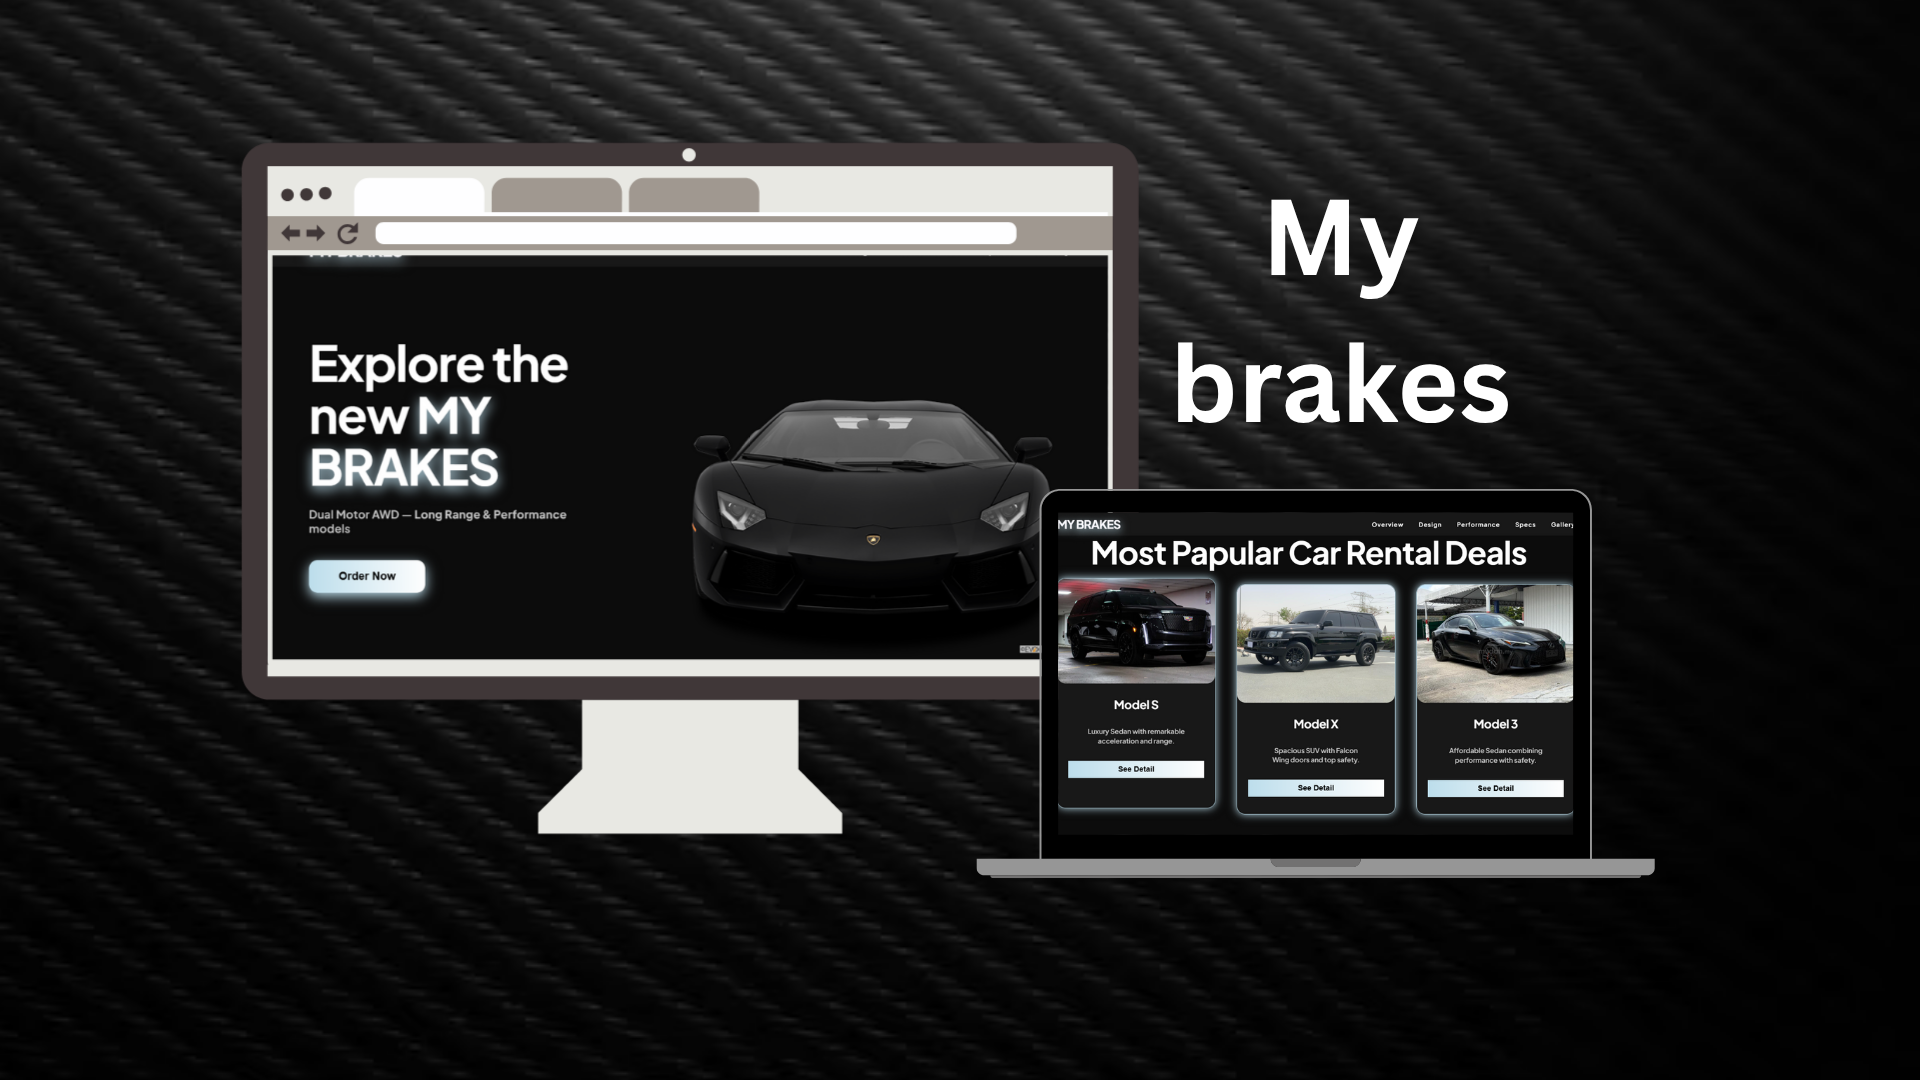 My
brakes
MY BRAKES
Explore the
new MY
BRAKES
Dual Motor AWD — Long Range & Performance
models
Order Now
MY BRAKES
Overview Design Performance Specs Gallery
Most Papular Car Rental Deals
Model S
Luxury Sedan with remarkable
acceleration and range.
See Detail
Model X
Spacious SUV with Falcon
Wing doors and top safety.
See Detail
Model 3
Affordable Sedan combining
performance with safety.
See Detail